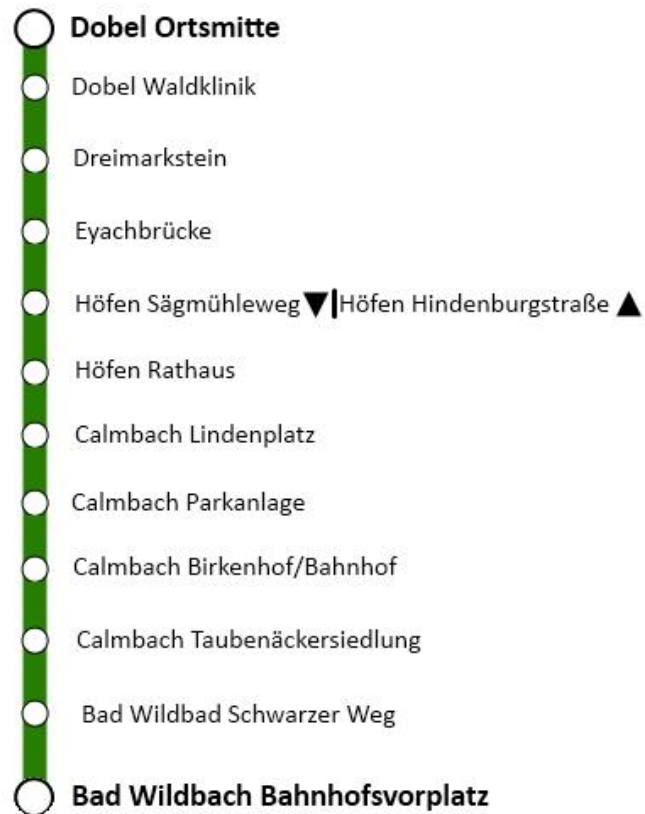 Dobel Ortsmitte
Dobel Waldklinik
Dreimarkstein
Eyachbrücke
Höfen Sägmühleweg▼|Höfen Hindenburgstraße ▲
Höfen Rathaus
Calmbach Lindenplatz
Calmbach Parkanlage
Calmbach Birkenhof/Bahnhof
Calmbach Taubenäckersiedlung
Bad Wildbad Schwarzer Weg
Bad Wildbach Bahnhofsvorplatz